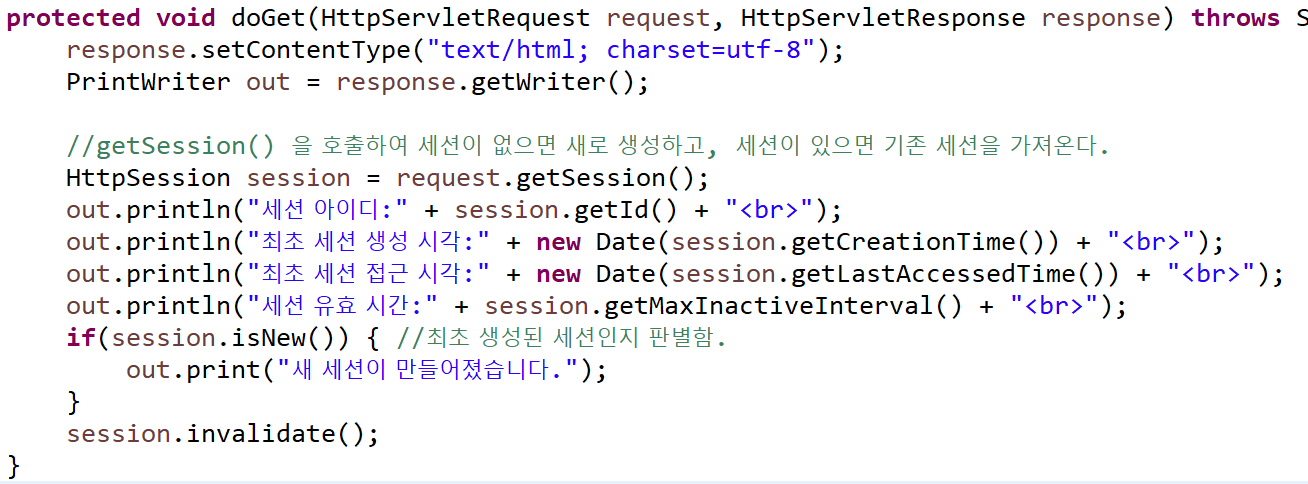 protected void doGet(HttpServletRequest request, HttpServletResponse response) throws S
response.setContentType("text/html; charset=utf-8");
PrintWriter out = response.getWriter();
//getSession() 을 호출하여 세션이 없으면 새로 생성하고, 세션이 있으면 기존 세션을 가져온다.
HttpSession session = request.getSession();
out.println("세션 아이디:" + session.getId() + "<br>");
out.println("최초 세션 생성 시각:" + new Date(session.getCreationTime()) + "<br>");
out.println("최초 세션 접근 시각:" + new Date(session.getLastAccessedTime()) + "<br>");
out.println("세션 유효 시간:" + session.getMaxInactiveInterval() + "<br>");
if(session.isNew()) { //최초 생성된 세션인지 판별함.
out.print("새 세션이 만들어졌습니다.");
}
session.invalidate();
}